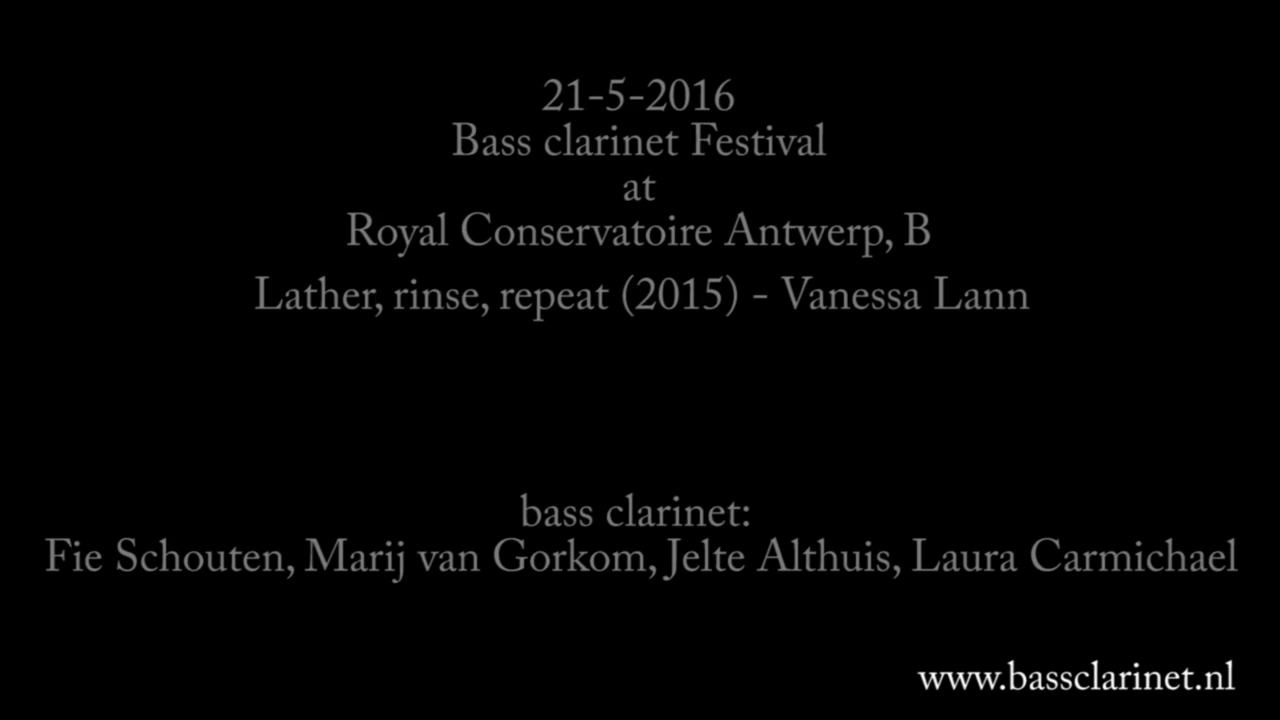 21-5-2016
Bass clarinet Festival
at
Royal Conservatoire Antwerp, B
Lather, rinse, repeat (2015) - Vanessa Lann
bass clarinet:
Fie Schouten, Marij van Gorkom, Jelte Althuis, Laura Carmichael
www.bassclarinet.nl